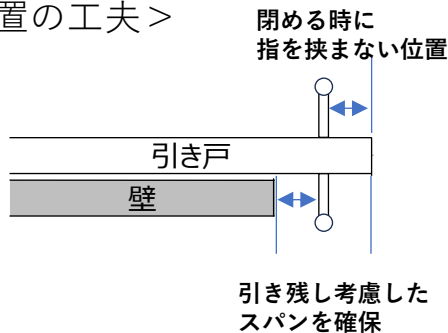 置の工夫＞
閉める時に
指を挟まない位置
引き戸
壁
引き残し考慮した
スパンを確保